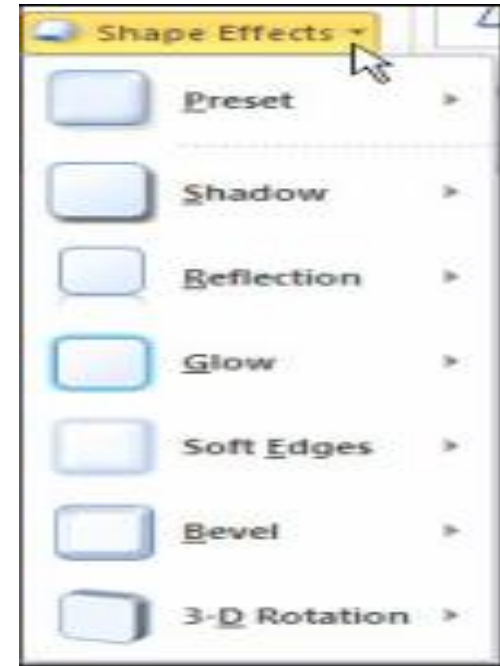 Shape Effects
Preset
Shadow
Reflection
Glow
Soft Edges
Bevel
3-D Rotation